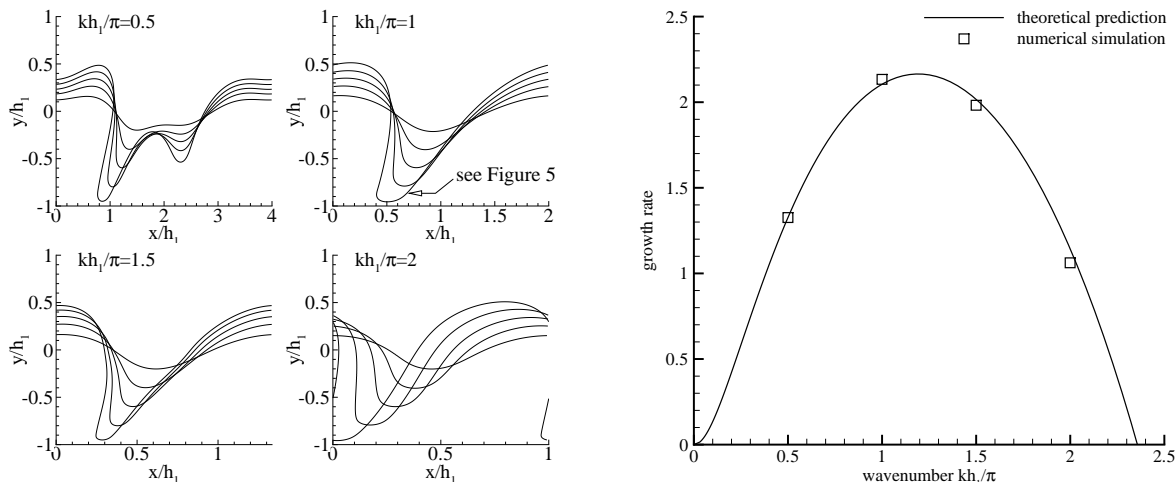 kh₁/π=0.5
y/h₁
1
0.5
0
-0.5
-1
0 1 2 3 4
x/h₁
kh₁/π=1
y/h₁
1
0.5
0
-0.5
-1
see Figure 5
0 0.5 1 1.5 2
x/h₁
kh₁/π=1.5
y/h₁
1
0.5
0
-0.5
-1
0 0.5 1
x/h₁
kh₁/π=2
y/h₁
1
0.5
0
-0.5
-1
0 0.5 1
x/h₁
theoretical prediction
numerical simulation
growth rate
2.5
2
1.5
1
0.5
0
0 0.5 1 1.5 2 2.5
wavenumber kh₁/π